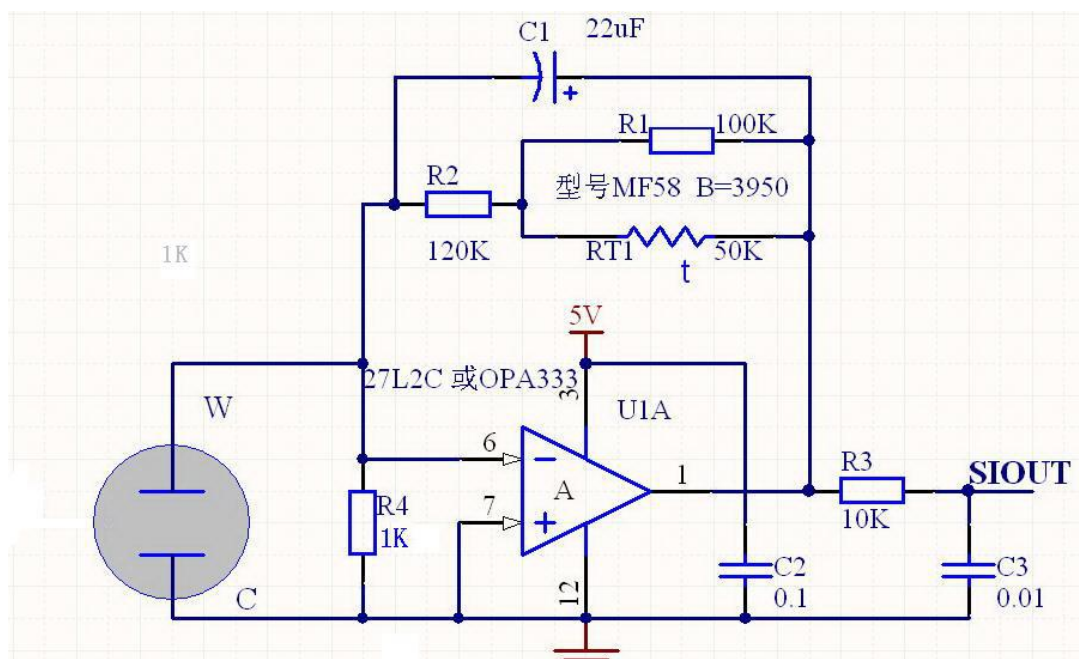 C1 22uF
R1 100K
R2
型号MF58 B=3950
120K
RT1 50K
t
1K
5V
27L2C 或OPA333
3
U1A
W
6
A
1
7
R4
1K
R3
10K
SIOUT
12
C2
0.1
C3
0.01
C